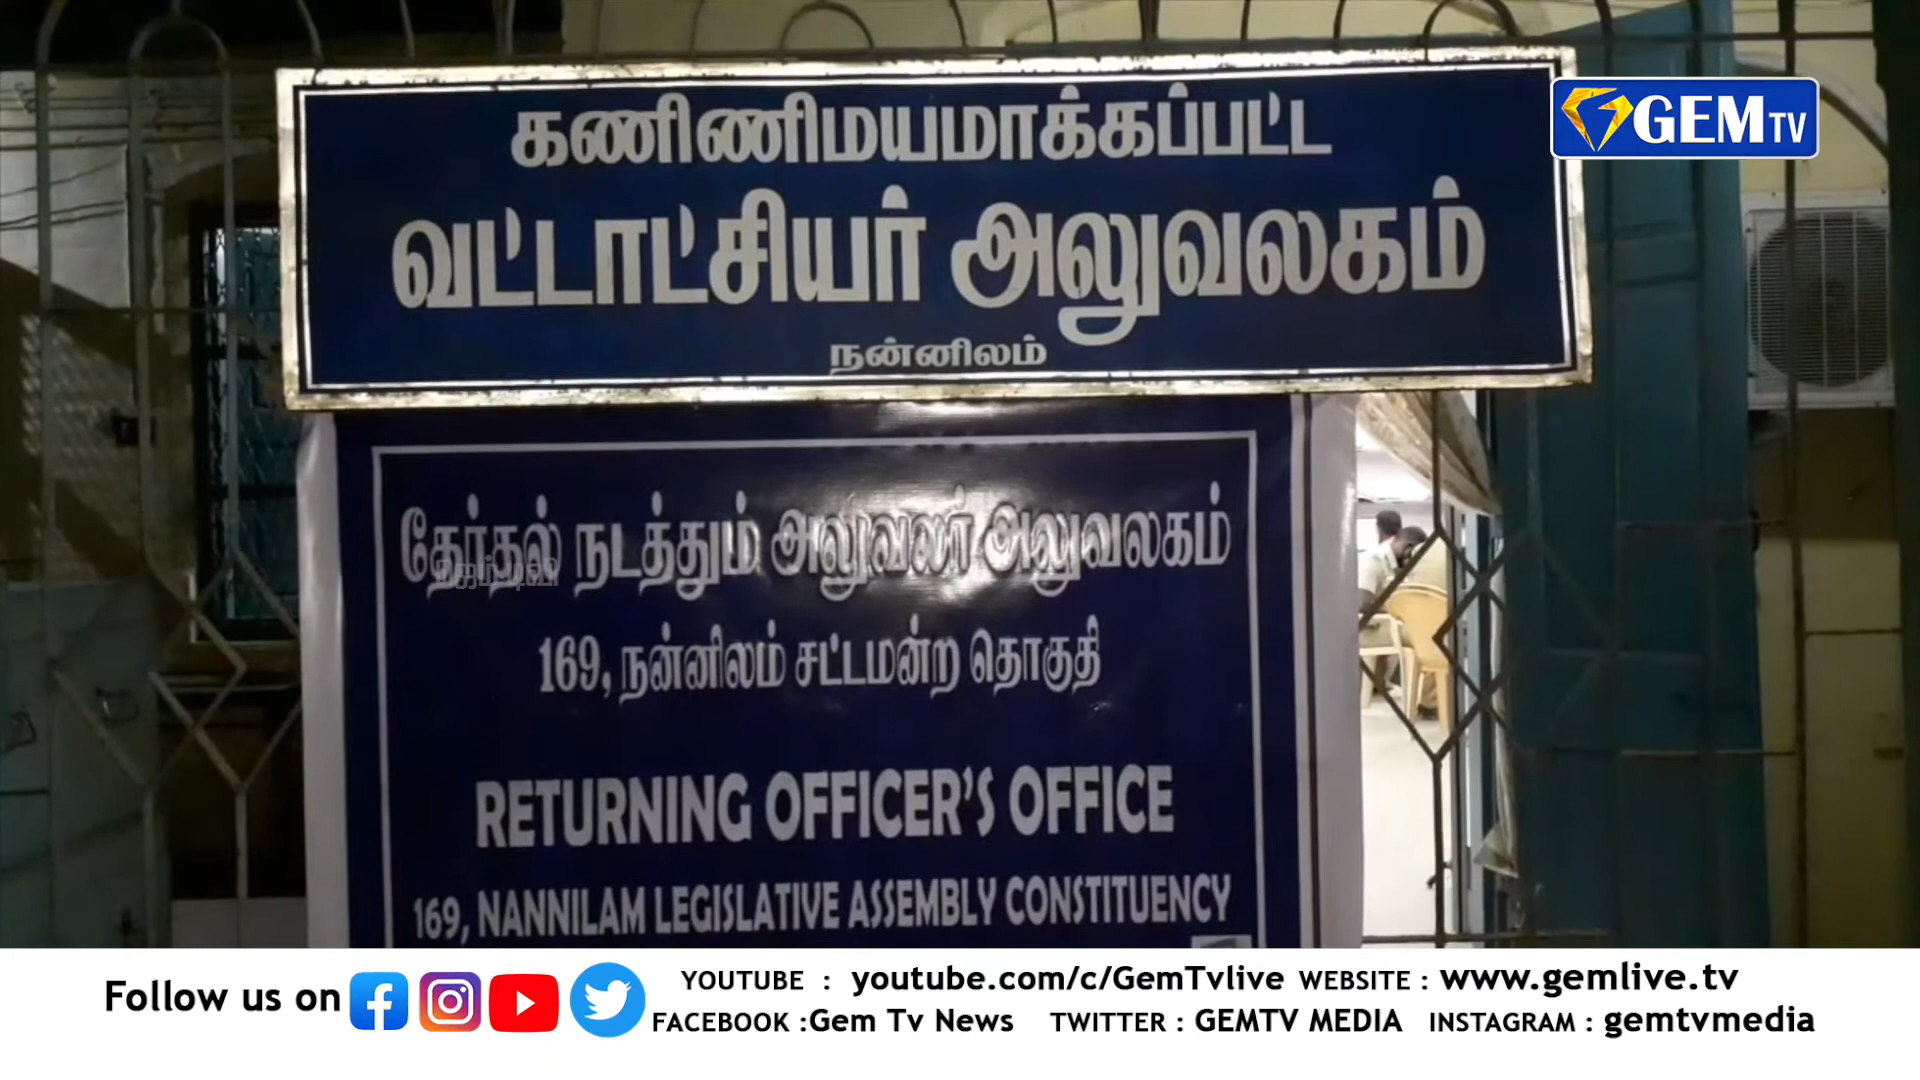 கணிணிமயமாக்கப்பட்ட
வட்டாட்சியர் அலுவலகம்
நன்னிலம்
GEM TV
தேர்தல் நடத்தும் அலுவலர் அலுவலகம்
ஜெம் டிவி
169, நன்னிலம் சட்டமன்ற தொகுதி
RETURNING OFFICER'S OFFICE
169, NANNILAM LEGISLATIVE ASSEMBLY CONSTITUENCY
Follow us on
YOUTUBE : youtube.com/c/GemTvlive WEBSITE : www.gemlive.tv
FACEBOOK :Gem Tv News TWITTER : GEMTV MEDIA INSTAGRAM : gemtvmedia